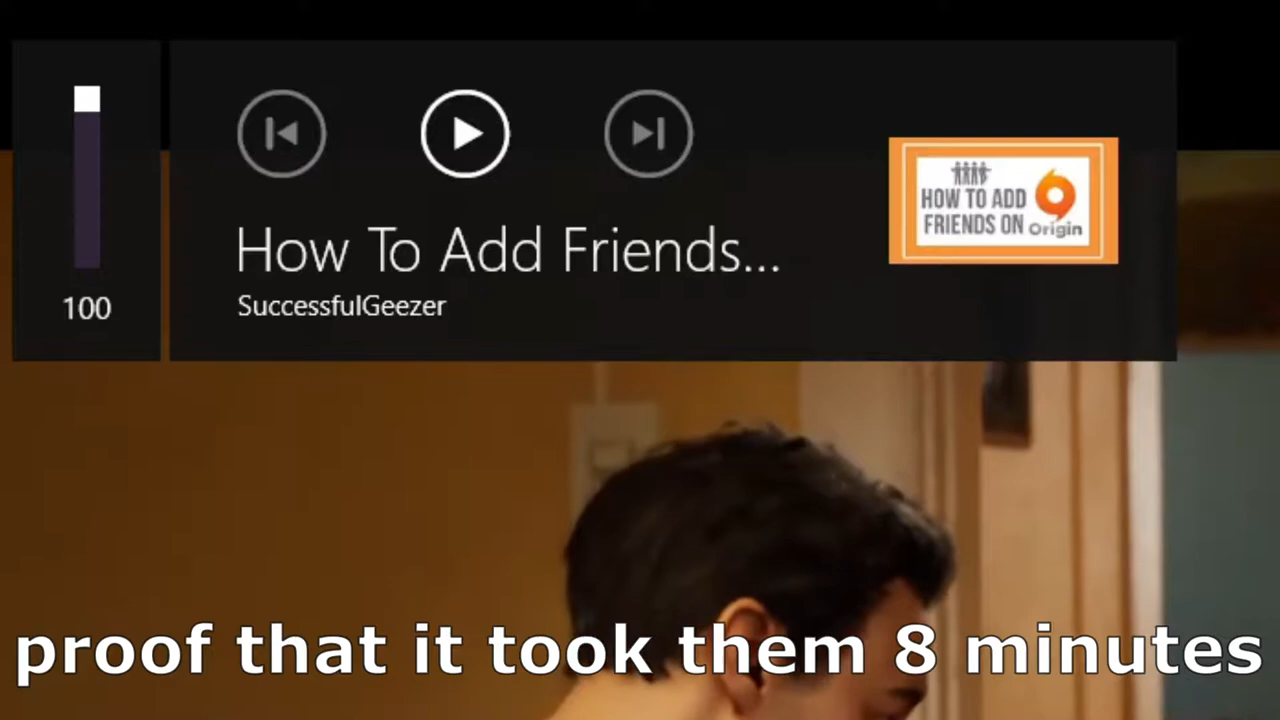 HOW TO ADD
FRIENDS ON Origin
How To Add Friends...
SuccessfulGeezer
100
proof that it took them 8 minutes